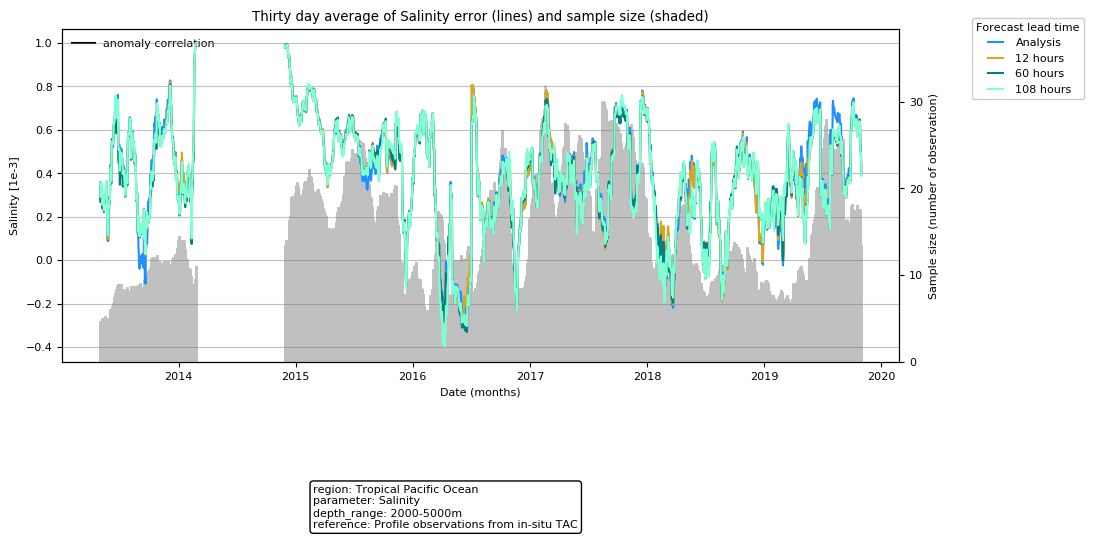 Thirty day average of Salinity error (lines) and sample size (shaded)
Forecast lead time
Analysis
12 hours
60 hours
108 hours
anomaly correlation
Salinity [1e-3]
1.0
0.8
0.6
0.4
0.2
0.0
−0.2
−0.4
Sample size (number of observation)
30
20
10
0
2014 2015 2016 2017 2018 2019 2020
Date (months)
region: Tropical Pacific Ocean
parameter: Salinity
depth_range: 2000-5000m
reference: Profile observations from in-situ TAC